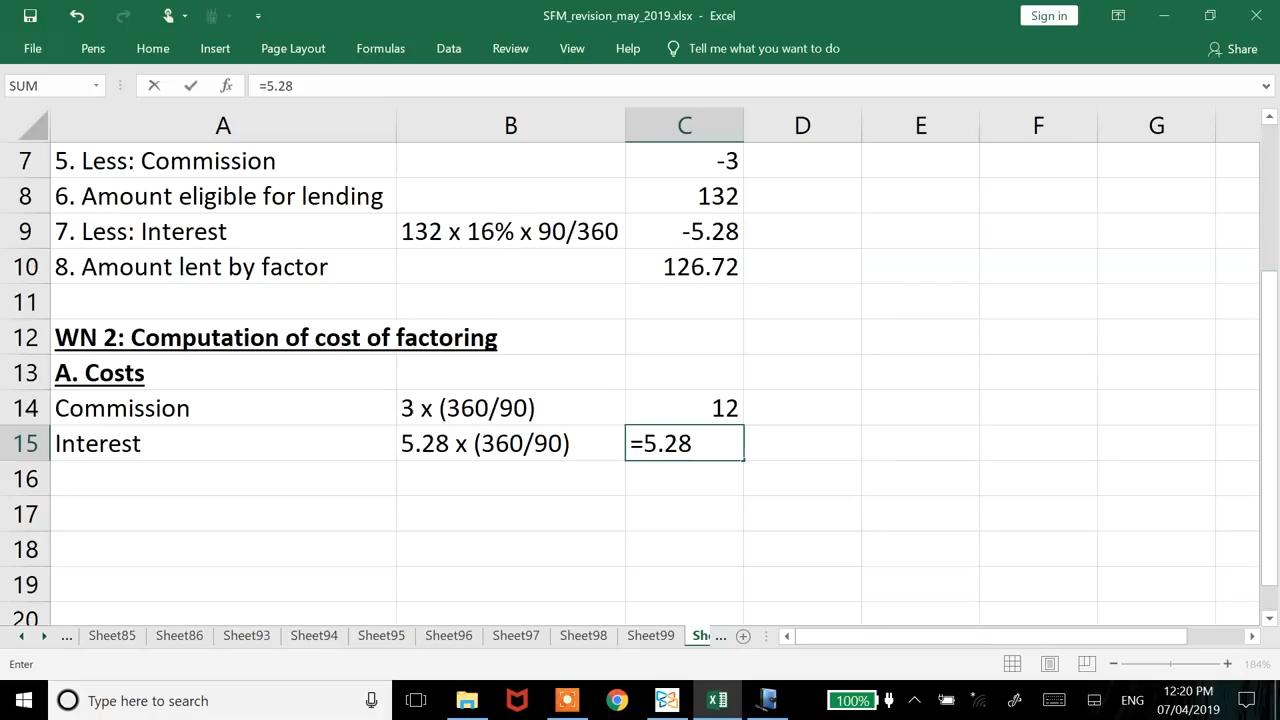 SFM_revision_may_2019.xlsx - Excel
Sign in
File Pens Home Insert Page Layout Formulas Data Review View Help Tell me what you want to do Share
SUM fx =5.28
A B C D E F G
7 5. Less: Commission -3
8 6. Amount eligible for lending 132
9 7. Less: Interest 132 x 16% x 90/360 -5.28
10 8. Amount lent by factor 126.72
11
12 WN 2: Computation of cost of factoring
13 A. Costs
14 Commission 3 x (360/90) 12
15 Interest 5.28 x (360/90) =5.28
16
17
18
19
20
... Sheet85 Sheet86 Sheet93 Sheet94 Sheet95 Sheet96 Sheet97 Sheet98 Sheet99 She ...
Enter 184%
Type here to search 100% ENG 12:20 PM
07/04/2019